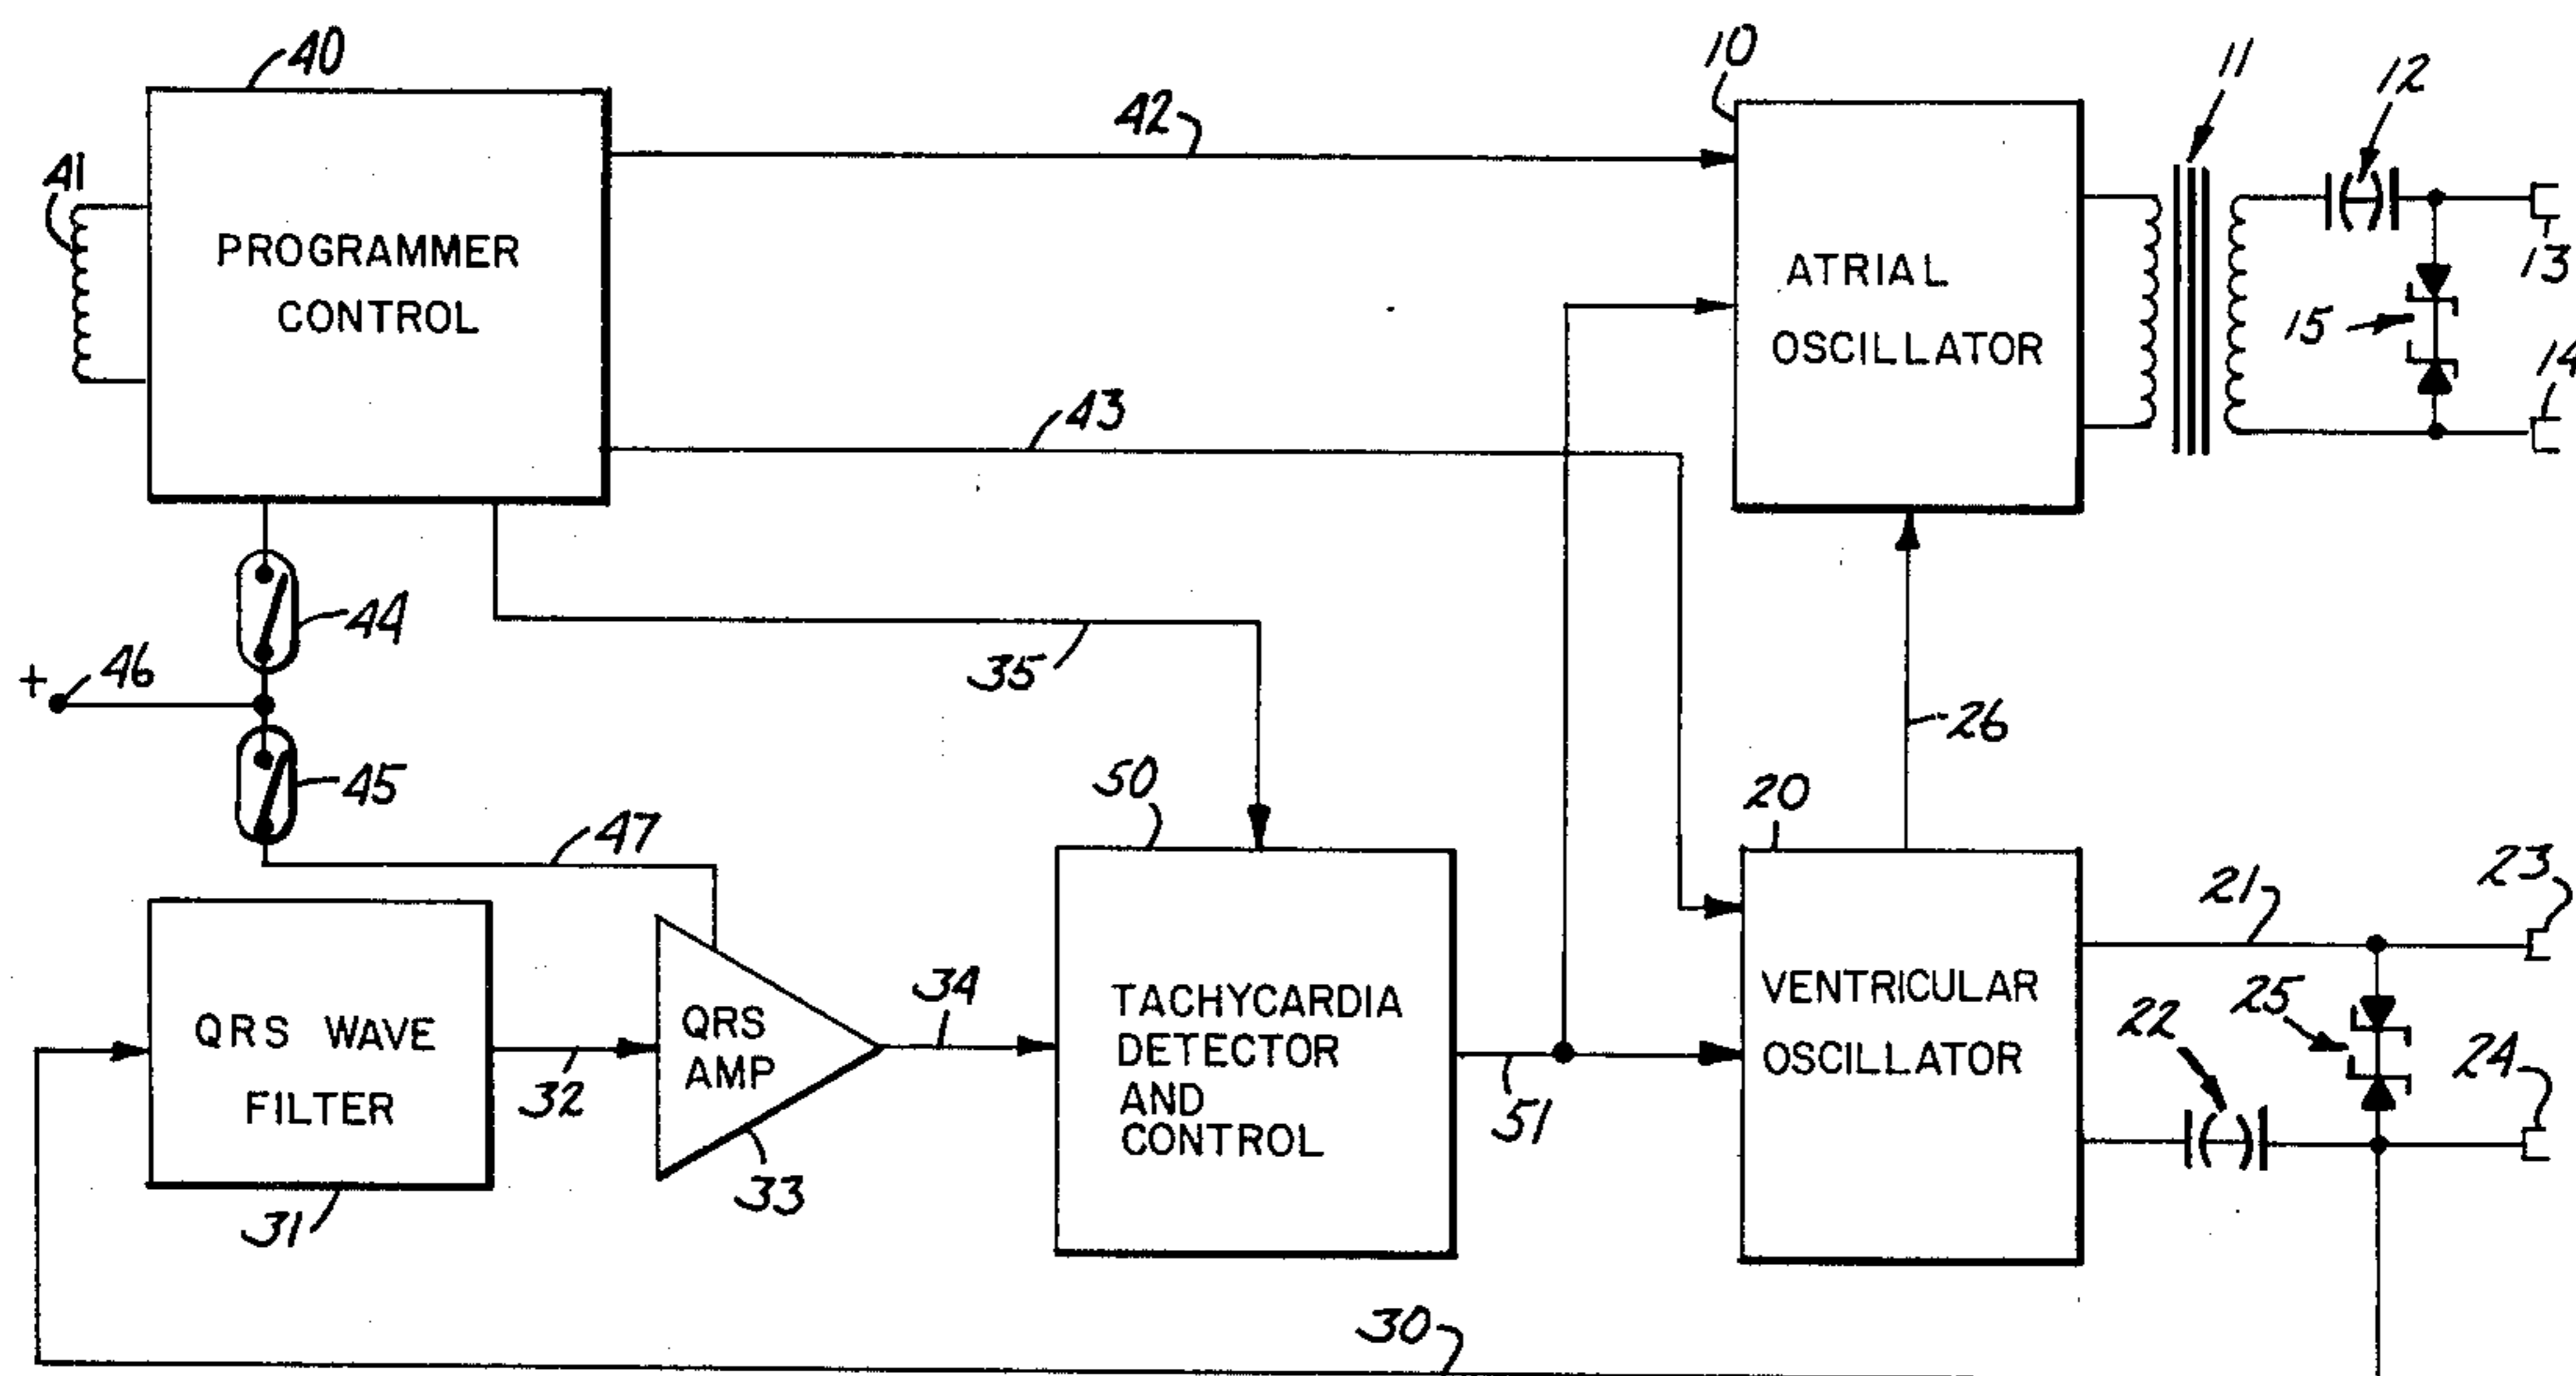 40
10
11
12
42
41
PROGRAMMER
CONTROL
ATRIAL
OSCILLATOR
13
15
14
43
44
35
+
46
26
45
50
20
47
21
23
QRS WAVE
FILTER
32
QRS
AMP
34
TACHYCARDIA
DETECTOR
AND
CONTROL
51
VENTRICULAR
OSCILLATOR
22
25
24
31
33
30